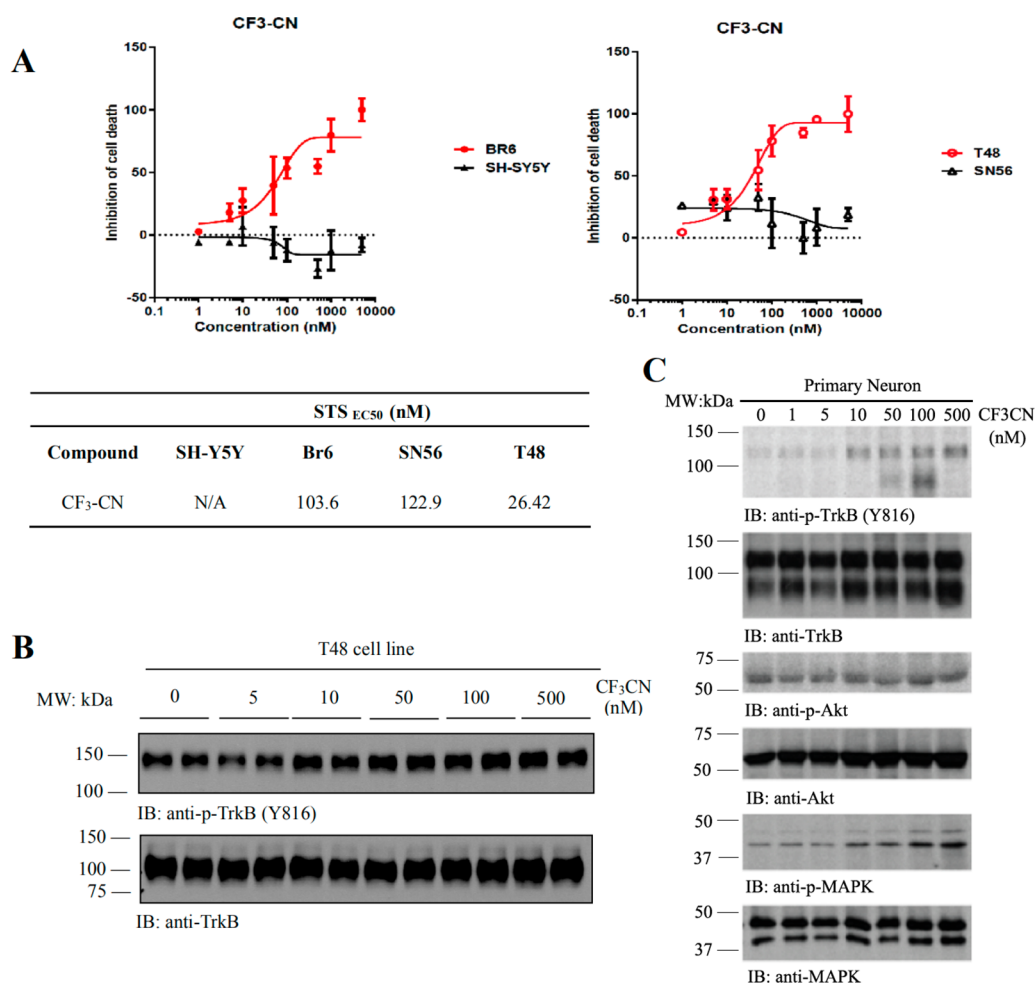 A
CF3-CN
Inhibition of cell death
150
100
50
0
-50
0.1 1 10 100 1000 10000
Concentration (nM)
BR6
SH-SY5Y
CF3-CN
Inhibition of cell death
150
100
50
0
-50
0.1 1 10 100 1000 10000
Concentration (nM)
T48
SN56
STS EC50 (nM)
Compound SH-Y5Y Br6 SN56 T48
CF3-CN N/A 103.6 122.9 26.42
B
T48 cell line
MW: kDa 0 5 10 50 100 500 CF3CN
(nM)
150
100
IB: anti-p-TrkB (Y816)
150
100
75
IB: anti-TrkB
C
Primary Neuron
MW:kDa 0 1 5 10 50 100 500 CF3CN
(nM)
150
100
IB: anti-p-TrkB (Y816)
150
100
IB: anti-TrkB
75
50
IB: anti-p-Akt
75
50
IB: anti-Akt
50
37
IB: anti-p-MAPK
50
37
IB: anti-MAPK